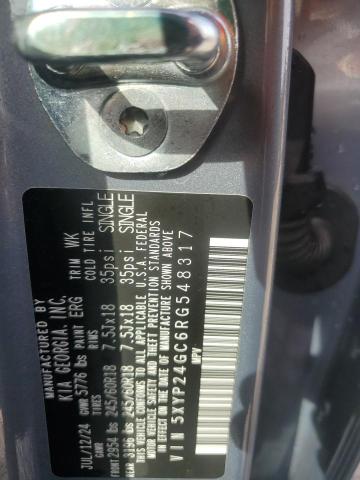 MANUFACTURED BY
KIA GEORGIA, INC.
JUL/12/24 GVWR 5776 lbs PAINT ERG TRIM WK
GAWR TIRES RIMS COLD TIRE INFL
FRONT 2954 lbs 245/60R18 7.5Jx18 35psi SINGLE
REAR 3196 lbs 245/60R18 7.5Jx18 35psi SINGLE
THIS VEHICLE CONFORMS TO ALL APPLICABLE U.S.A. FEDERAL
MOTOR VEHICLE SAFETY, BUMPER, AND THEFT PREVENTION STANDARDS
IN EFFECT ON THE DATE OF MANUFACTURE SHOWN ABOVE
VIN 5XYP24GC6RG548317
MPV